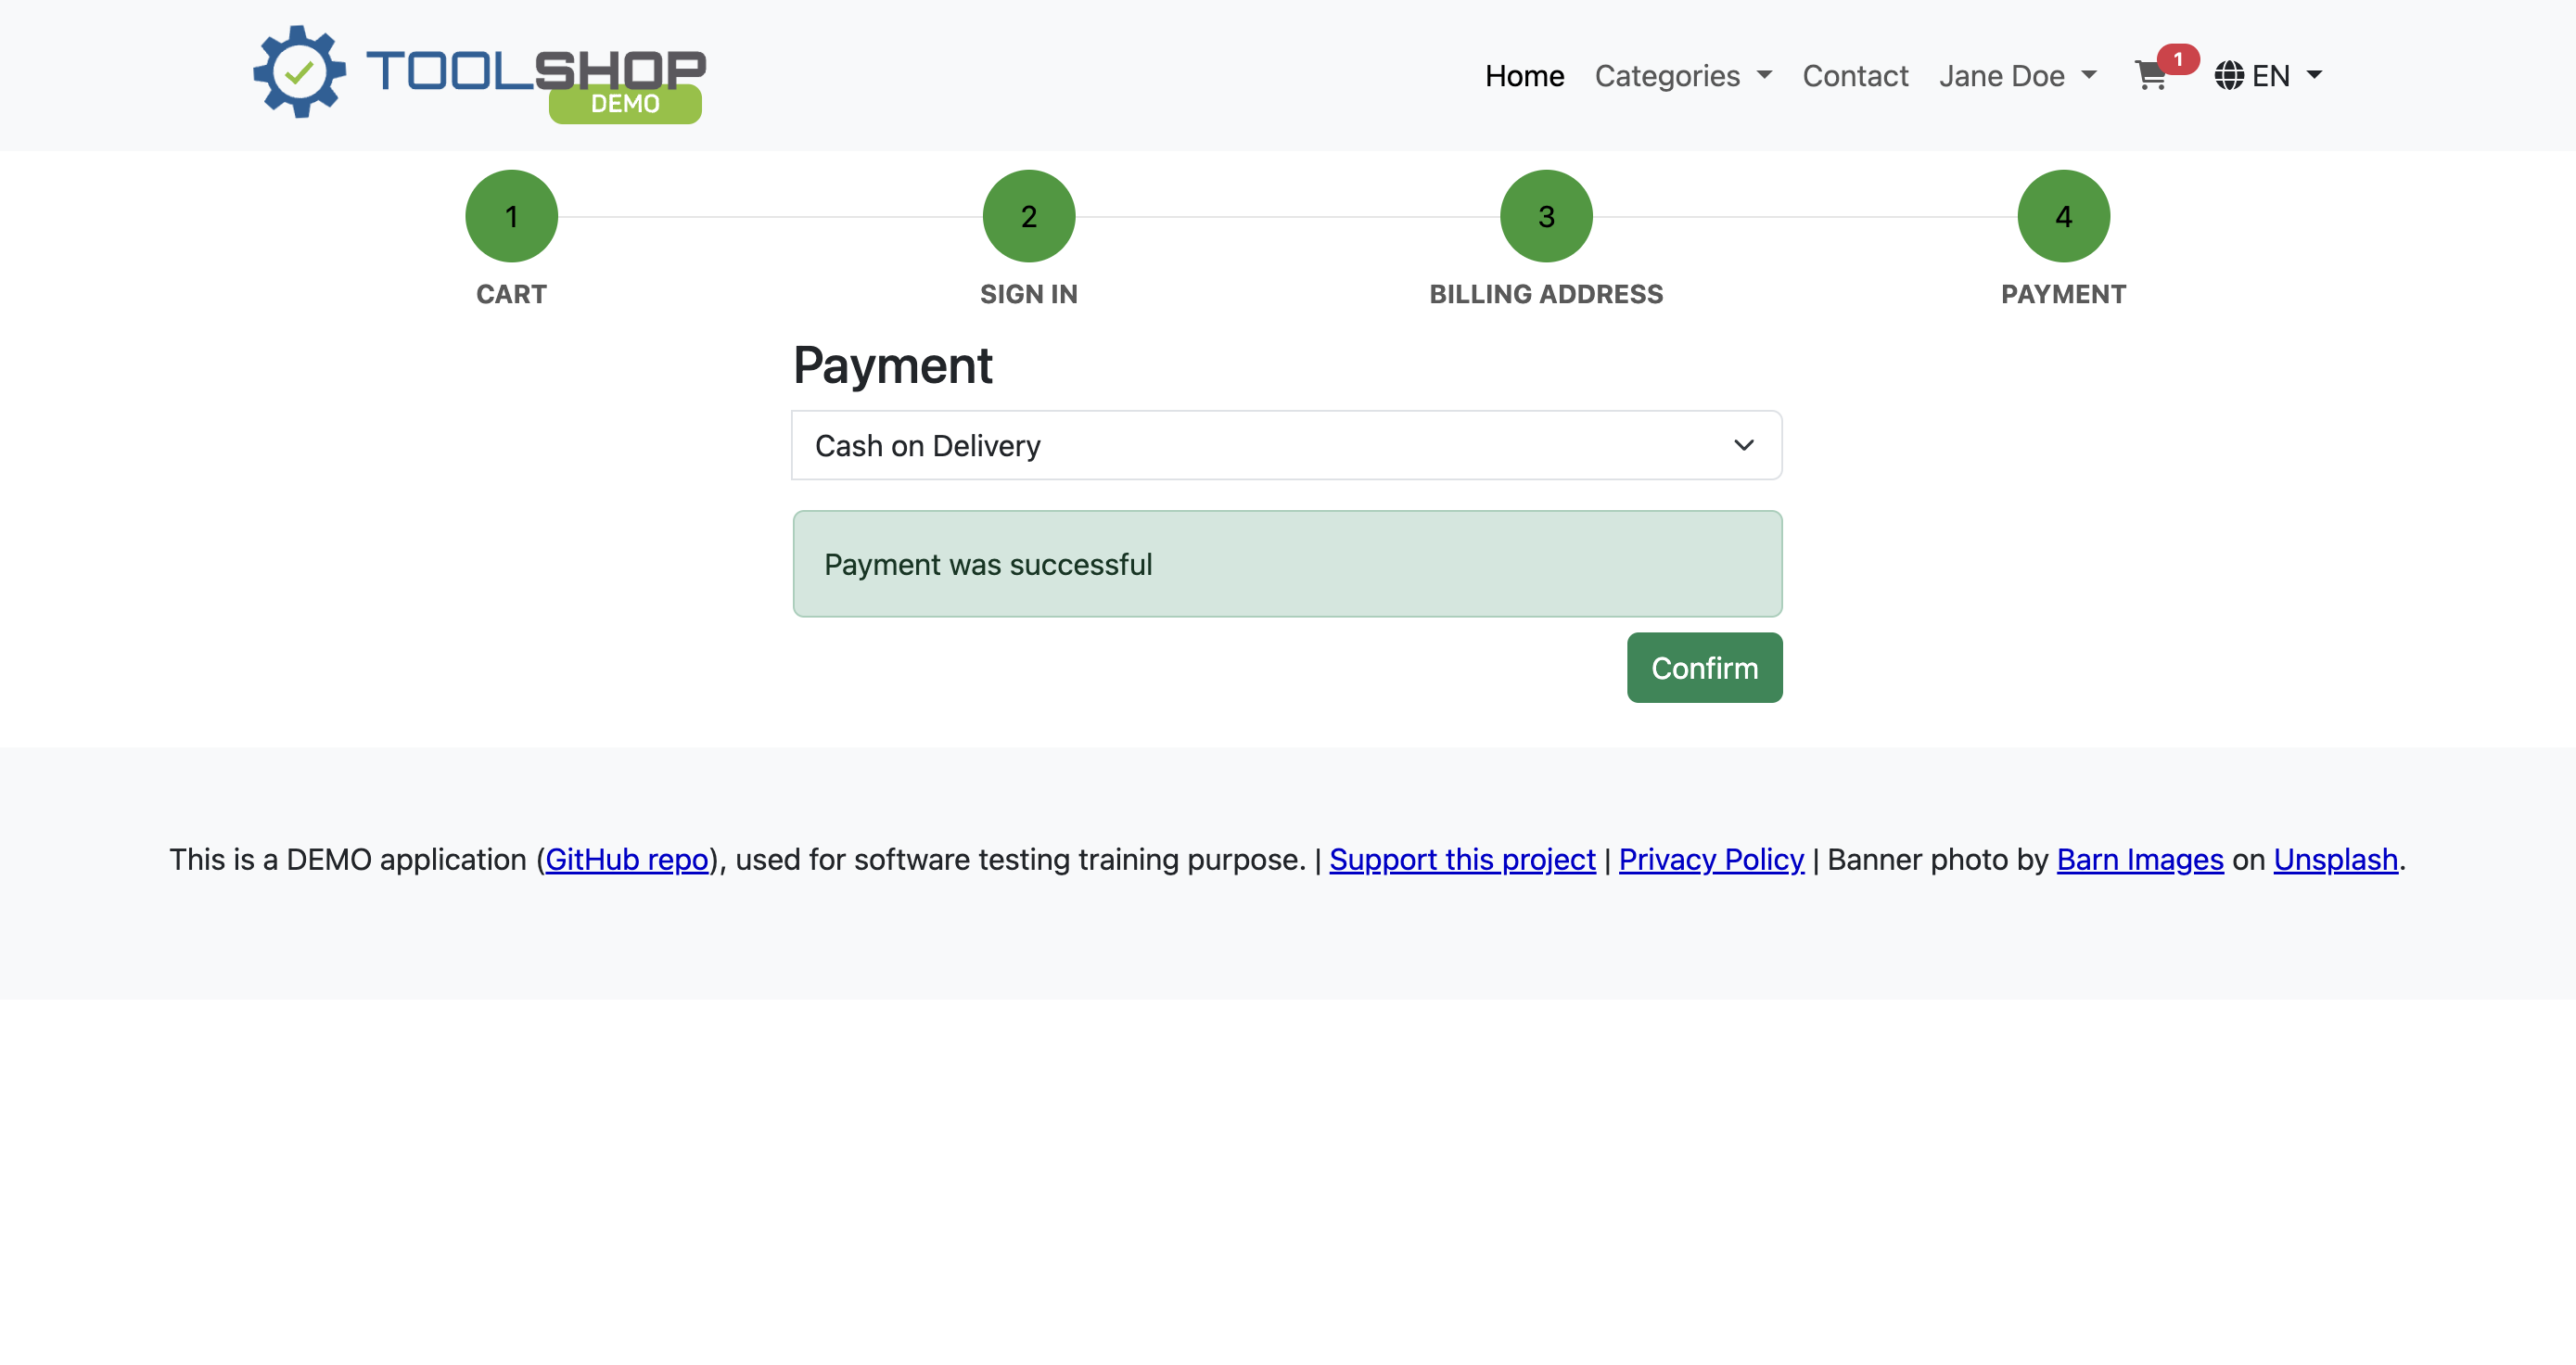 TOOLSHOP
DEMO
Home Categories Contact Jane Doe 1 EN
1 2 3 4
CART SIGN IN BILLING ADDRESS PAYMENT
Payment
Cash on Delivery
Payment was successful
Confirm
This is a DEMO application (GitHub repo), used for software testing training purpose. | Support this project | Privacy Policy | Banner photo by Barn Images on Unsplash.